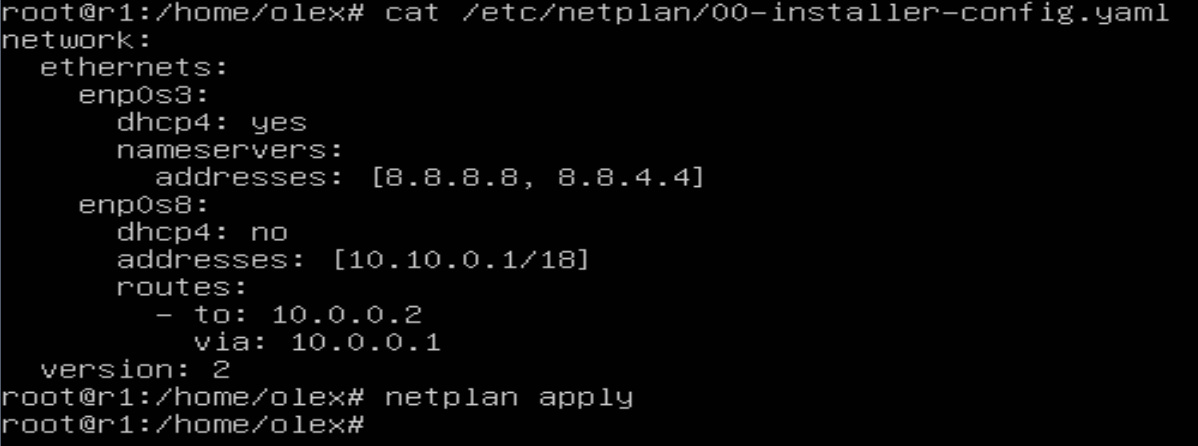 root@r1:/home/olex# cat /etc/netplan/00-installer-config.yaml
network:
  ethernets:
    enp0s3:
      dhcp4: yes
      nameservers:
        addresses: [8.8.8.8, 8.8.4.4]
    enp0s8:
      dhcp4: no
      addresses: [10.10.0.1/18]
      routes:
        - to: 10.0.0.2
          via: 10.0.0.1
  version: 2
root@r1:/home/olex# netplan apply
root@r1:/home/olex#